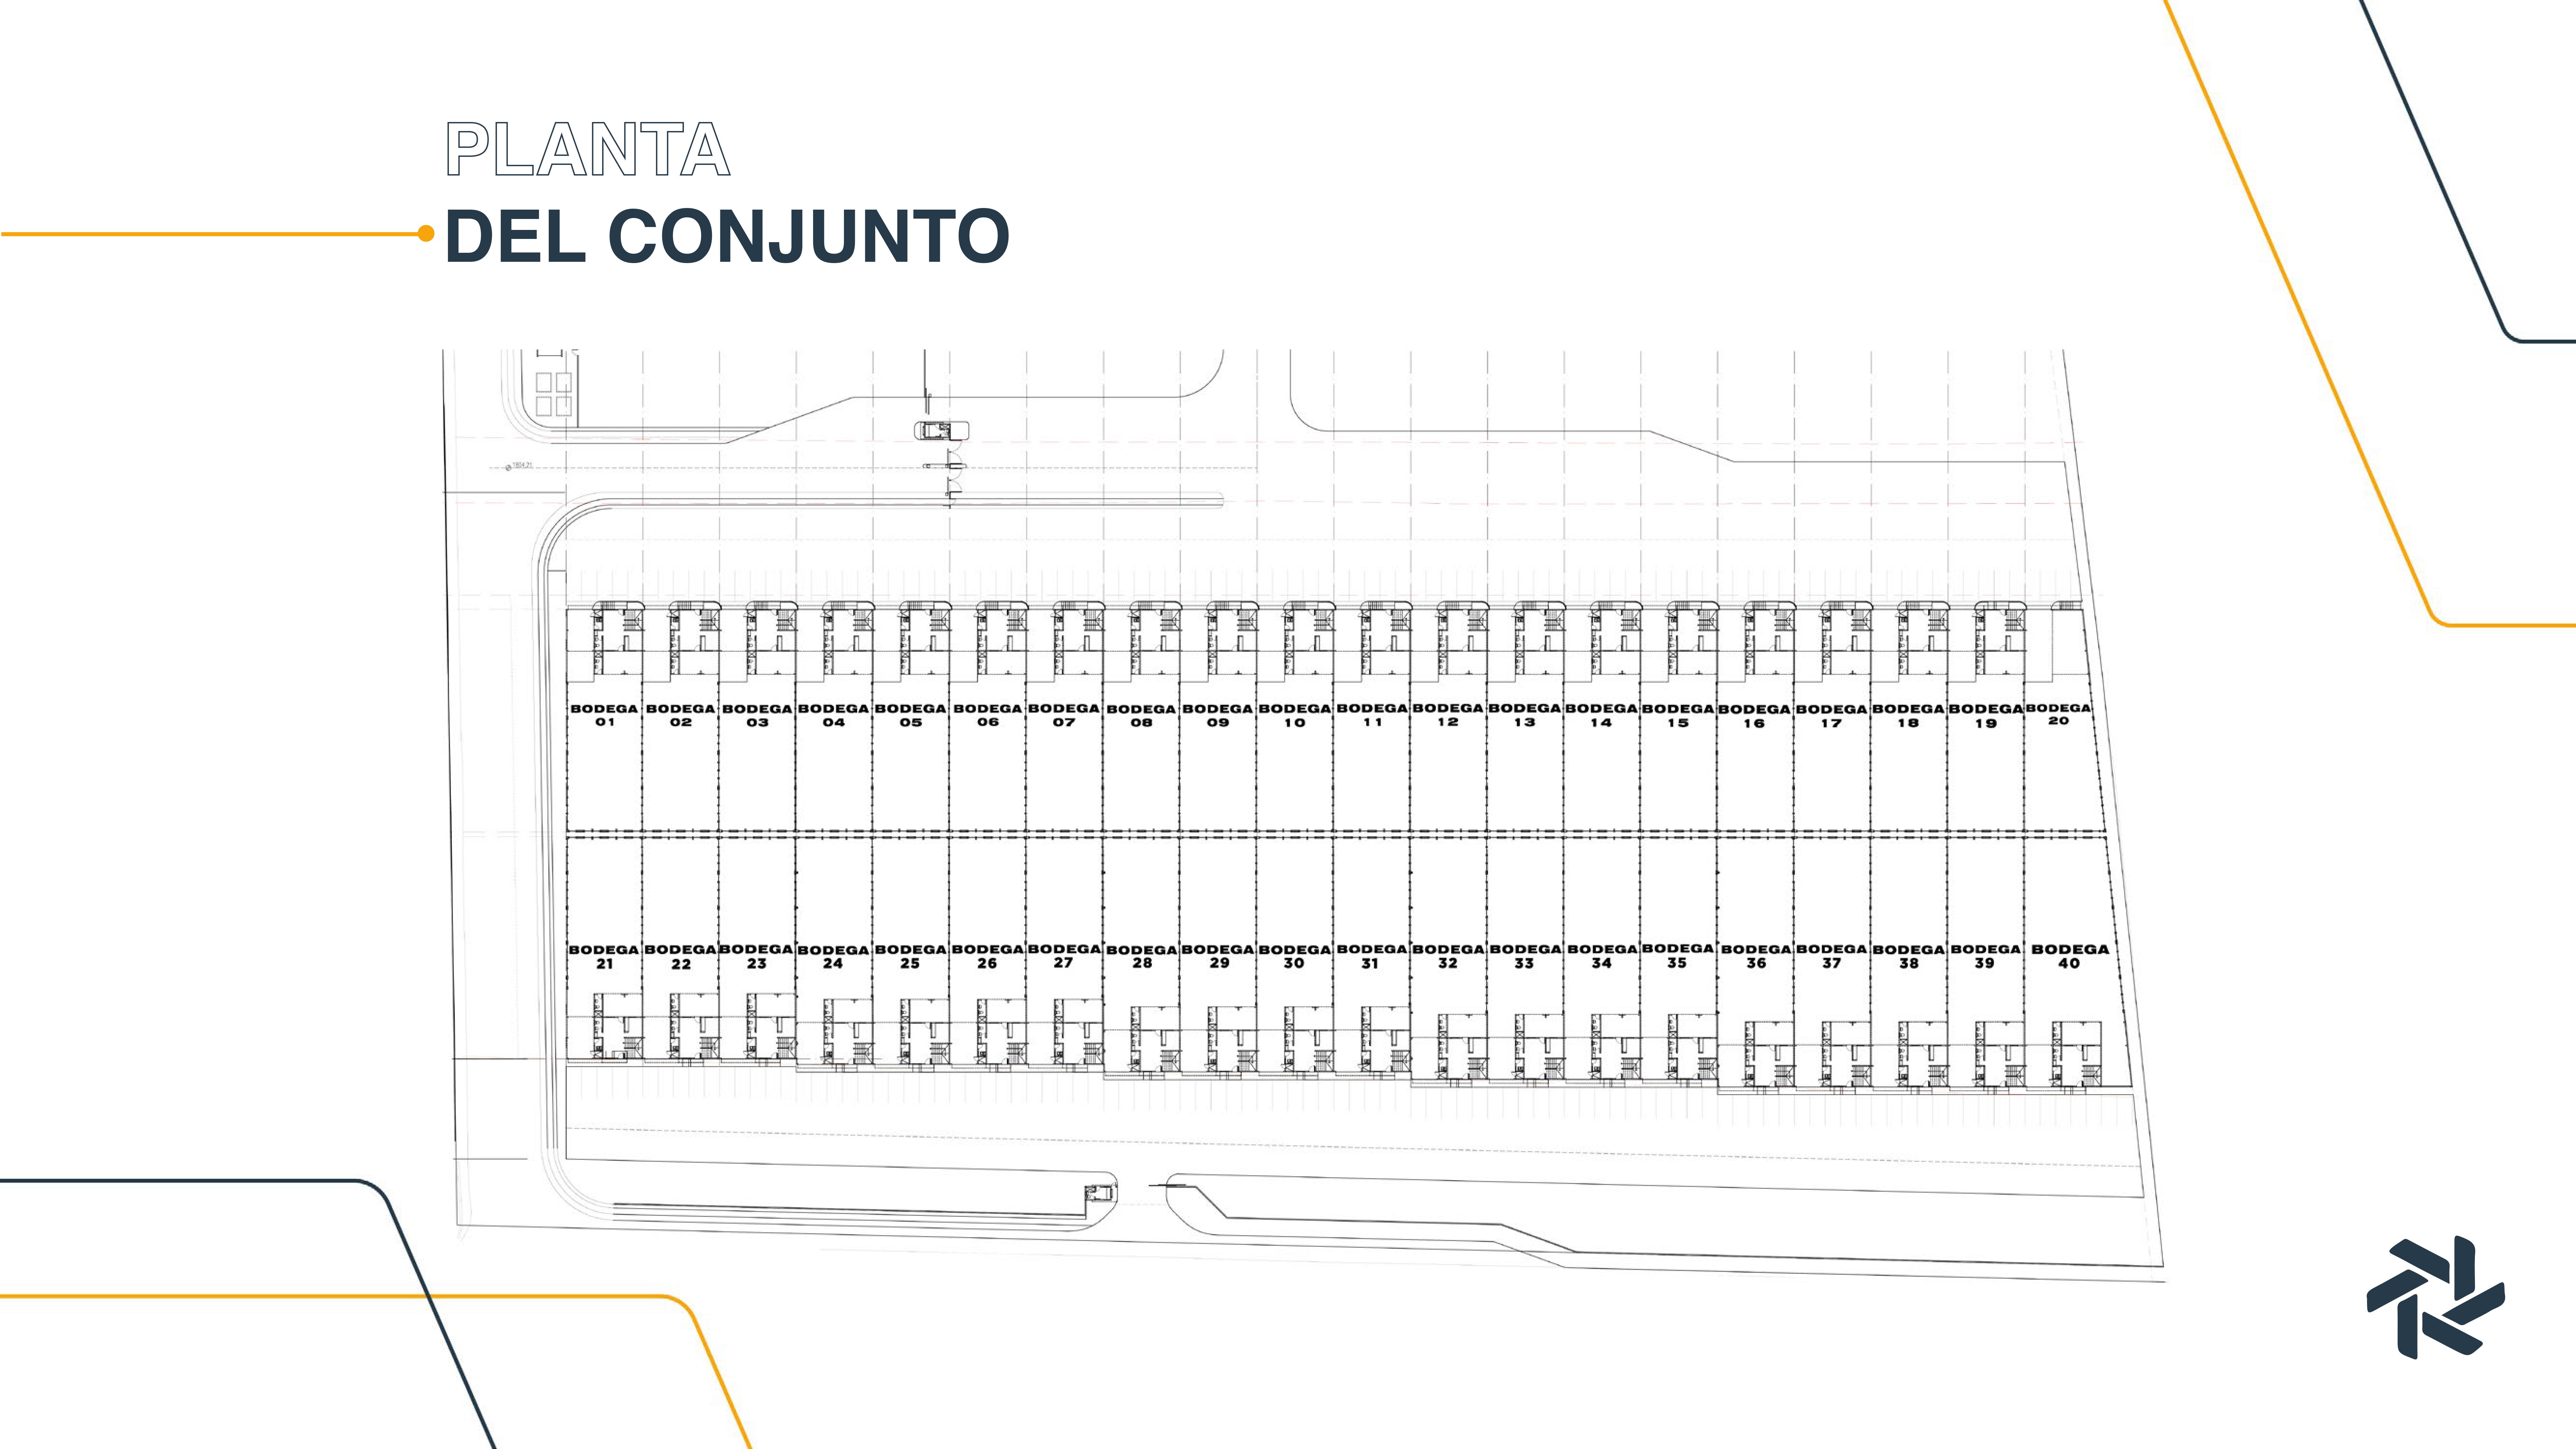 PLANTA
DEL CONJUNTO
1804.21
BODEGA 01
BODEGA 02
BODEGA 03
BODEGA 04
BODEGA 05
BODEGA 06
BODEGA 07
BODEGA 08
BODEGA 09
BODEGA 10
BODEGA 11
BODEGA 12
BODEGA 13
BODEGA 14
BODEGA 15
BODEGA 16
BODEGA 17
BODEGA 18
BODEGA 19
BODEGA 20
BODEGA 21
BODEGA 22
BODEGA 23
BODEGA 24
BODEGA 25
BODEGA 26
BODEGA 27
BODEGA 28
BODEGA 29
BODEGA 30
BODEGA 31
BODEGA 32
BODEGA 33
BODEGA 34
BODEGA 35
BODEGA 36
BODEGA 37
BODEGA 38
BODEGA 39
BODEGA 40